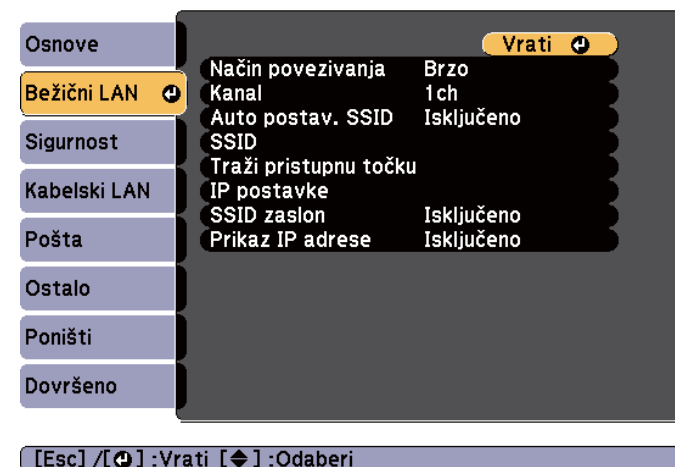 Osnove
Bežični LAN
Sigurnost
Kabelski LAN
Pošta
Ostalo
Poništi
Dovršeno
Vrati
Način povezivanja Brzo
Kanal 1ch
Auto postav. SSID Isključeno
SSID
Traži pristupnu točku
IP postavke
SSID zaslon Isključeno
Prikaz IP adrese Isključeno
[Esc] /[⏎] :Vrati [◆] :Odaberi